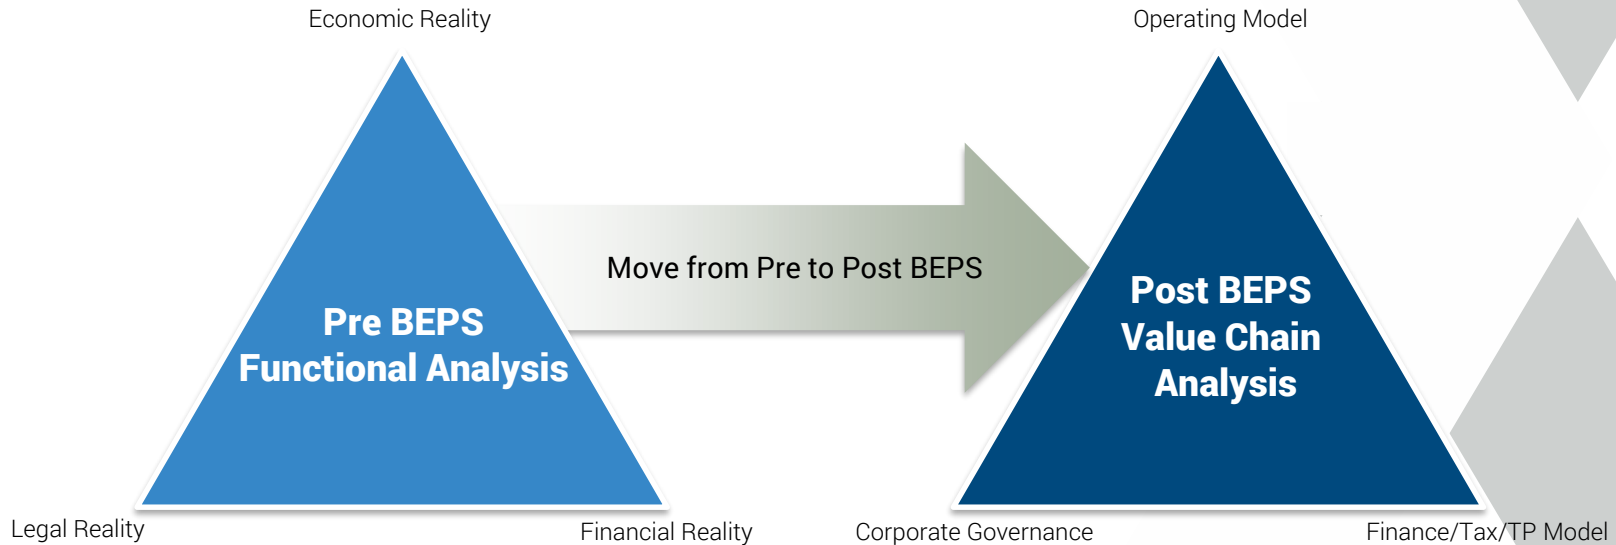 Economic Reality
Operating Model
Move from Pre to Post BEPS
Pre BEPS
Functional Analysis
Post BEPS
Value Chain
Analysis
Legal Reality
Financial Reality
Corporate Governance
Finance/Tax/TP Model